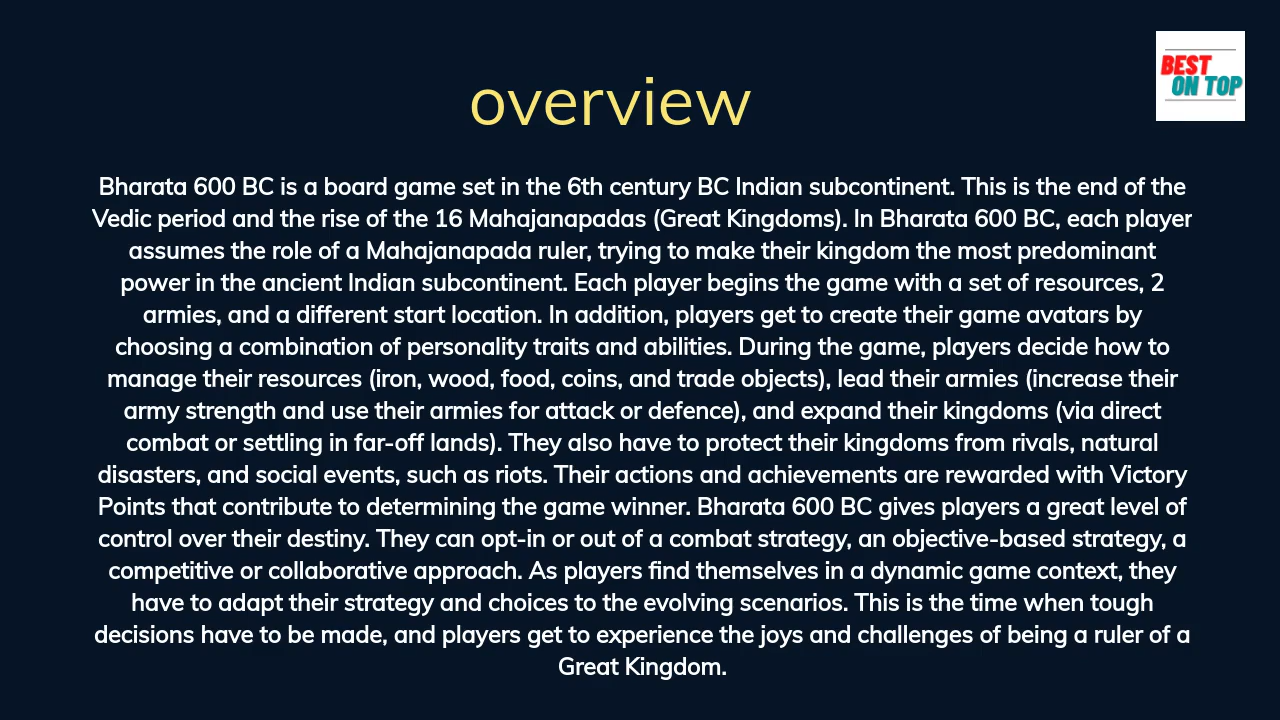 BEST
ON TOP
overview
Bharata 600 BC is a board game set in the 6th century BC Indian subcontinent. This is the end of the
Vedic period and the rise of the 16 Mahajanapadas (Great Kingdoms). In Bharata 600 BC, each player
assumes the role of a Mahajanapada ruler, trying to make their kingdom the most predominant
power in the ancient Indian subcontinent. Each player begins the game with a set of resources, 2
armies, and a different start location. In addition, players get to create their game avatars by
choosing a combination of personality traits and abilities. During the game, players decide how to
manage their resources (iron, wood, food, coins, and trade objects), lead their armies (increase their
army strength and use their armies for attack or defence), and expand their kingdoms (via direct
combat or settling in far-off lands). They also have to protect their kingdoms from rivals, natural
disasters, and social events, such as riots. Their actions and achievements are rewarded with Victory
Points that contribute to determining the game winner. Bharata 600 BC gives players a great level of
control over their destiny. They can opt-in or out of a combat strategy, an objective-based strategy, a
competitive or collaborative approach. As players find themselves in a dynamic game context, they
have to adapt their strategy and choices to the evolving scenarios. This is the time when tough
decisions have to be made, and players get to experience the joys and challenges of being a ruler of a
Great Kingdom.